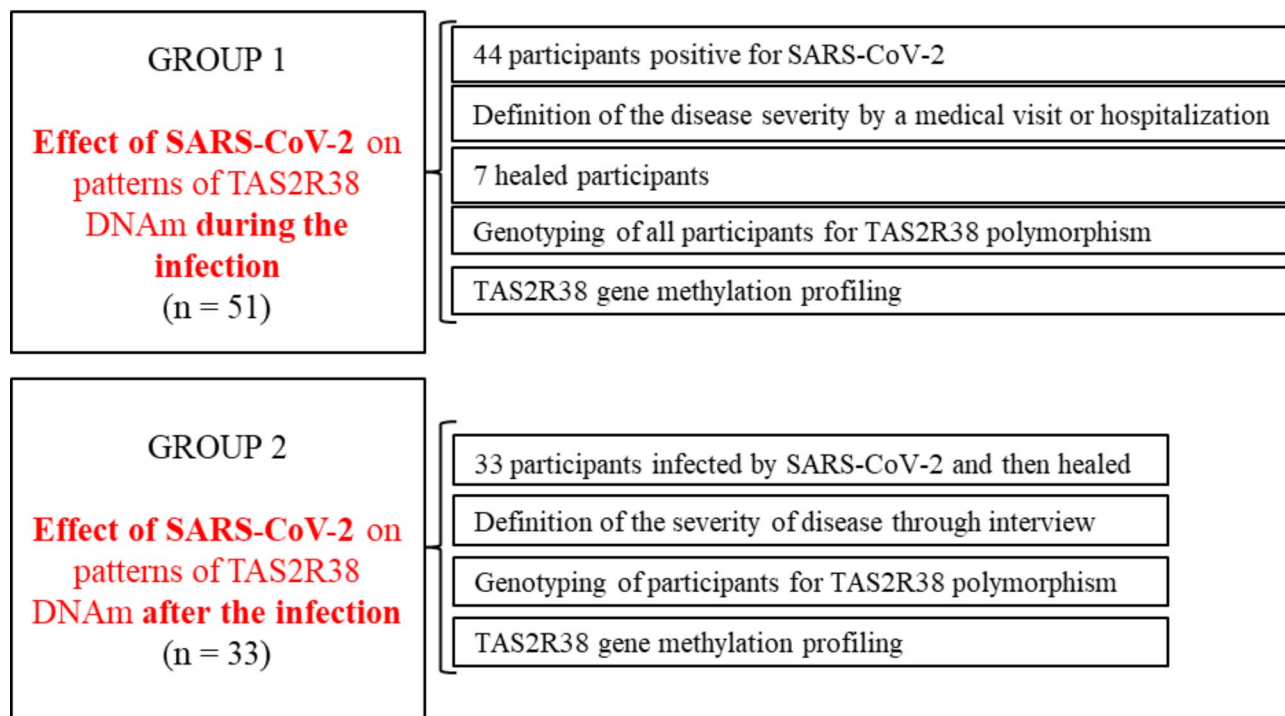 GROUP 1
Effect of SARS-CoV-2 on
patterns of TAS2R38
DNAm during the
infection
(n = 51)
44 participants positive for SARS-CoV-2
Definition of the disease severity by a medical visit or hospitalization
7 healed participants
Genotyping of all participants for TAS2R38 polymorphism
TAS2R38 gene methylation profiling
GROUP 2
Effect of SARS-CoV-2 on
patterns of TAS2R38
DNAm after the infection
(n = 33)
33 participants infected by SARS-CoV-2 and then healed
Definition of the severity of disease through interview
Genotyping of participants for TAS2R38 polymorphism
TAS2R38 gene methylation profiling